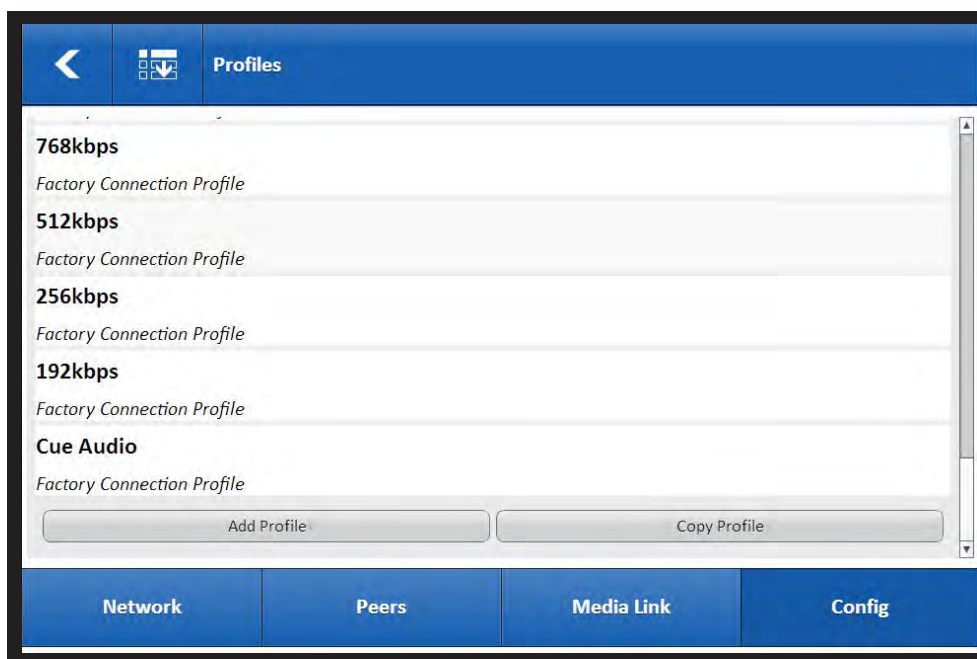 Profiles
768kbps
Factory Connection Profile
512kbps
Factory Connection Profile
256kbps
Factory Connection Profile
192kbps
Factory Connection Profile
Cue Audio
Factory Connection Profile
Add Profile Copy Profile
Network Peers Media Link Config